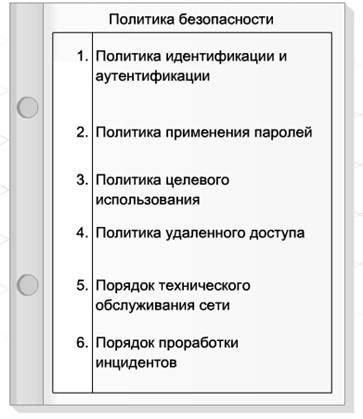 Политика безопасности
1. Политика идентификации и
аутентификации
2. Политика применения паролей
3. Политика целевого
использования
4. Политика удаленного доступа
5. Порядок технического
обслуживания сети
6. Порядок проработки
инцидентов